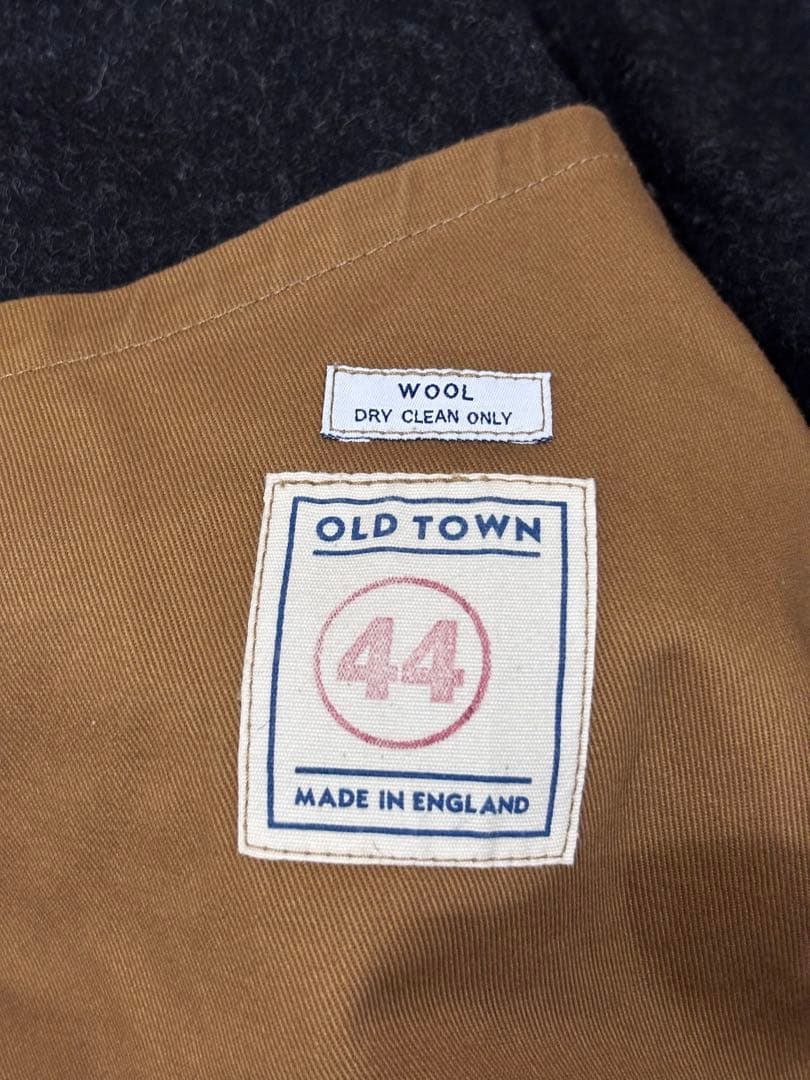 WOOL
DRY CLEAN ONLY
OLD TOWN
44
MADE IN ENGLAND